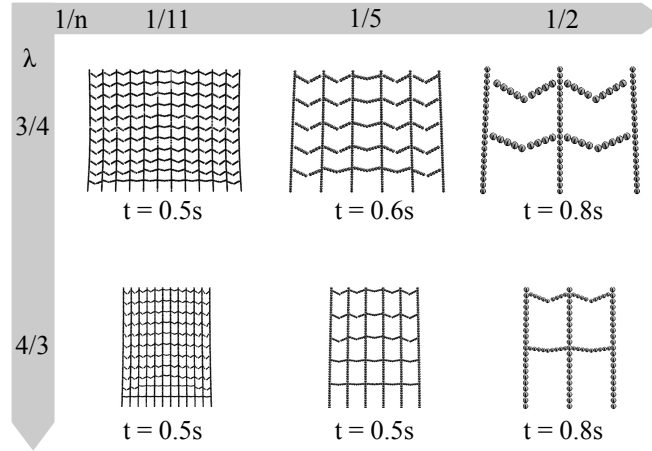 1/n 1/11 1/5 1/2
λ
3/4
t = 0.5s t = 0.6s t = 0.8s
4/3
t = 0.5s t = 0.5s t = 0.8s